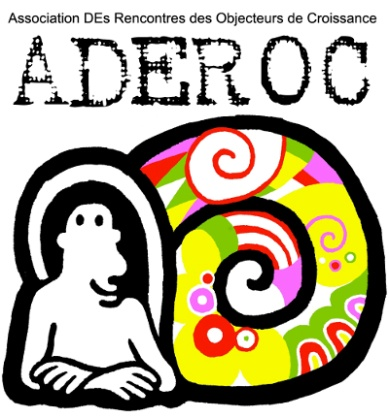 Association DEs Rencontres des Objecteurs de Croissance
ADEROC